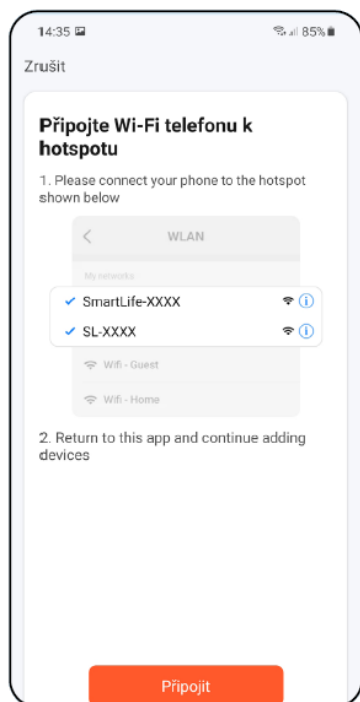 14:35 85%
Zrušit
Připojte Wi-Fi telefonu k
hotspotu
1. Please connect your phone to the hotspot
shown below
WLAN
My networks
SmartLife-XXXX
SL-XXXX
Wifi - Guest
Wifi - Home
2. Return to this app and continue adding
devices
Připojit